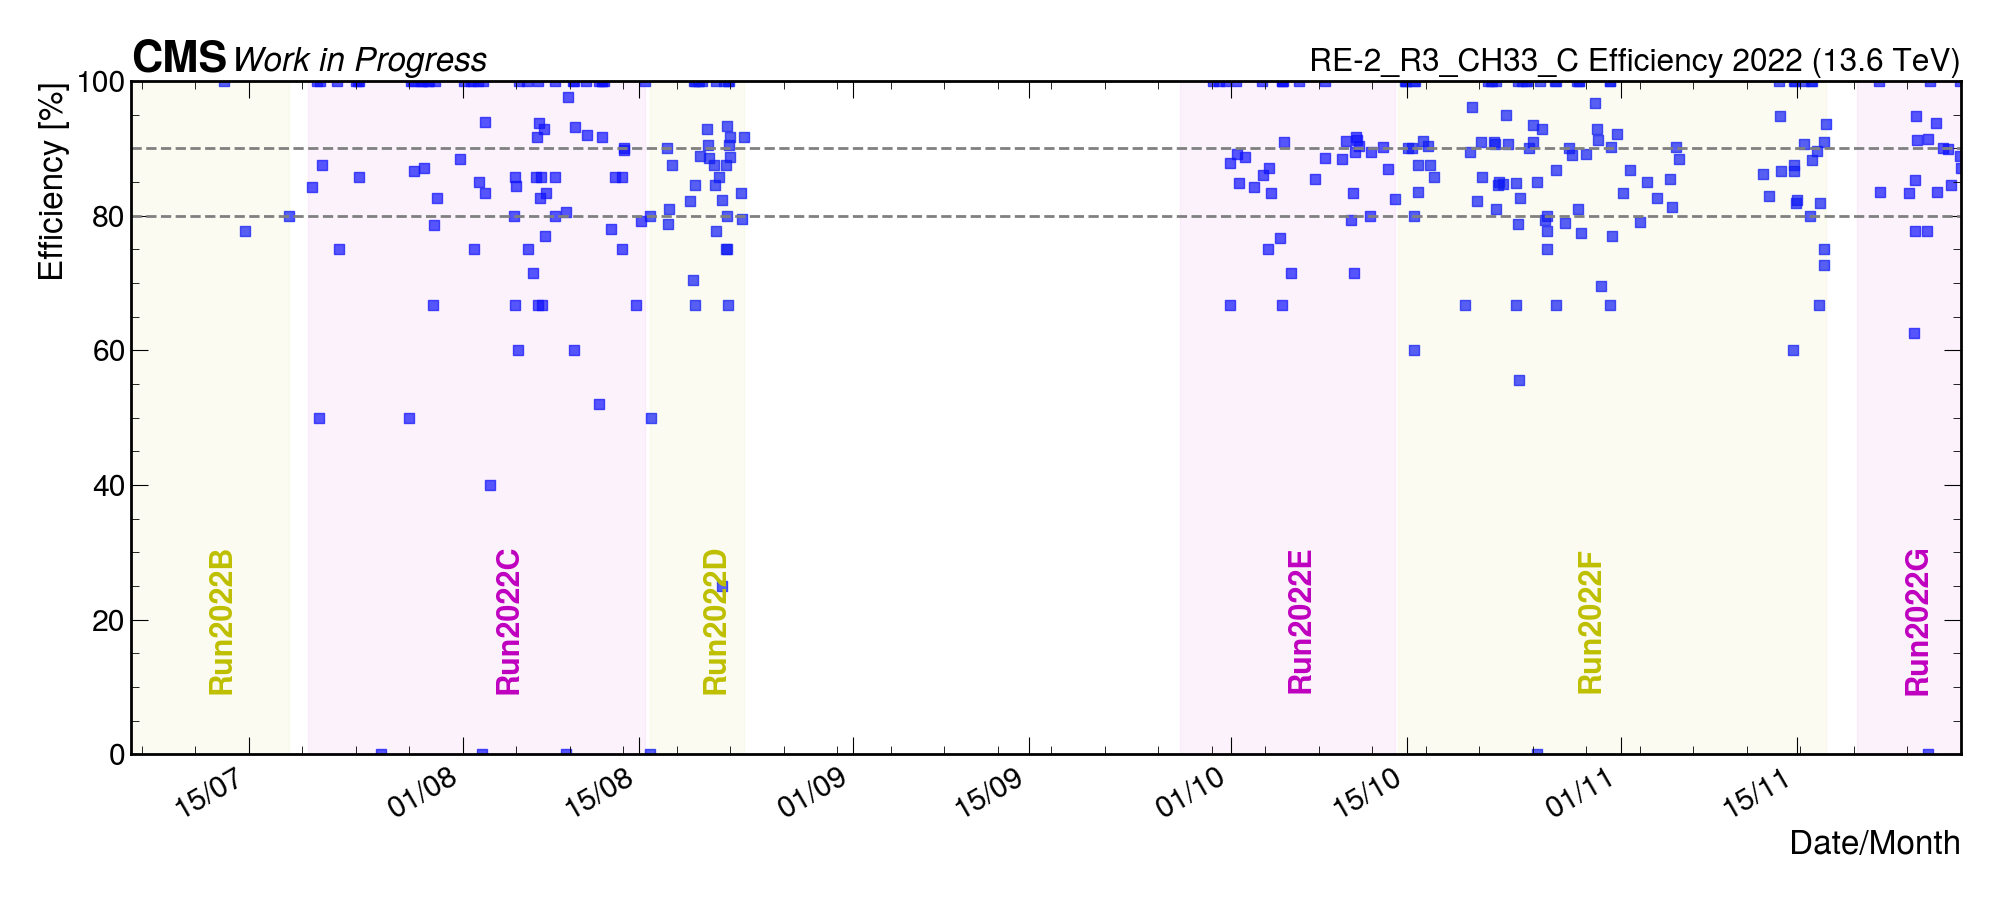 CMS Work in Progress
RE-2_R3_CH33_C Efficiency 2022 (13.6 TeV)
Efficiency [%]
100
80
60
40
20
0
Run2022B
Run2022C
Run2022D
Run2022E
Run2022F
Run2022G
15/07
01/08
15/08
01/09
15/09
01/10
15/10
01/11
15/11
Date/Month